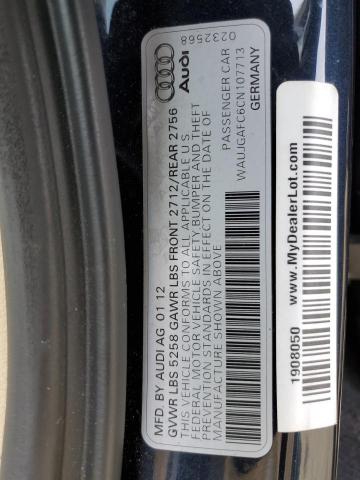 MFD BY AUDI AG 01 12
GVWR LBS 5258 GAWR LBS FRONT 2712/REAR 2756
THIS VEHICLE CONFORMS TO ALL APPLICABLE U S
FEDERAL MOTOR VEHICLE SAFETY BUMPER AND THEFT
PREVENTION STANDARDS IN EFFECT ON THE DATE OF
MANUFACTURE SHOWN ABOVE
02325568
Audi
PASSENGER CAR
WAUJGAFC6CN107713
GERMANY
www.MyDealerLot.com
1908050